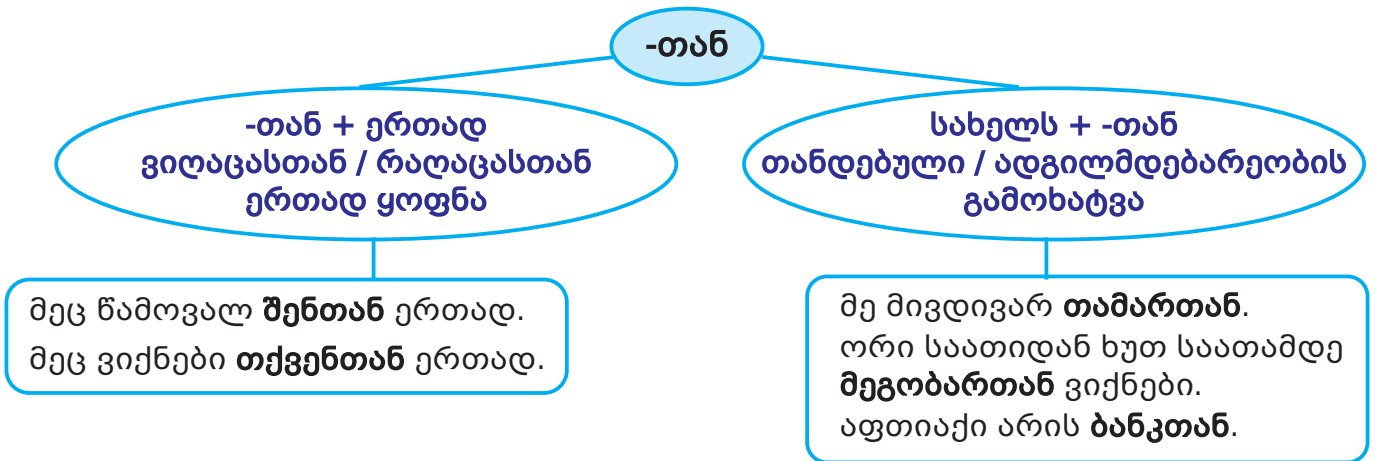 -თან
-თან + ერთად
ვიღაცასთან / რაღაცასთან
ერთად ყოფნა
სახელს + -თან
თანდებული / ადგილმდებარეობის
გამოხატვა
მეც წამოვალ შენთან ერთად.
მეც ვიქნები თქვენთან ერთად.
მე მივდივარ თამართან.
ორი საათიდან ხუთ საათამდე
მეგობართან ვიქნები.
აფთიაქი არის ბანკთან.